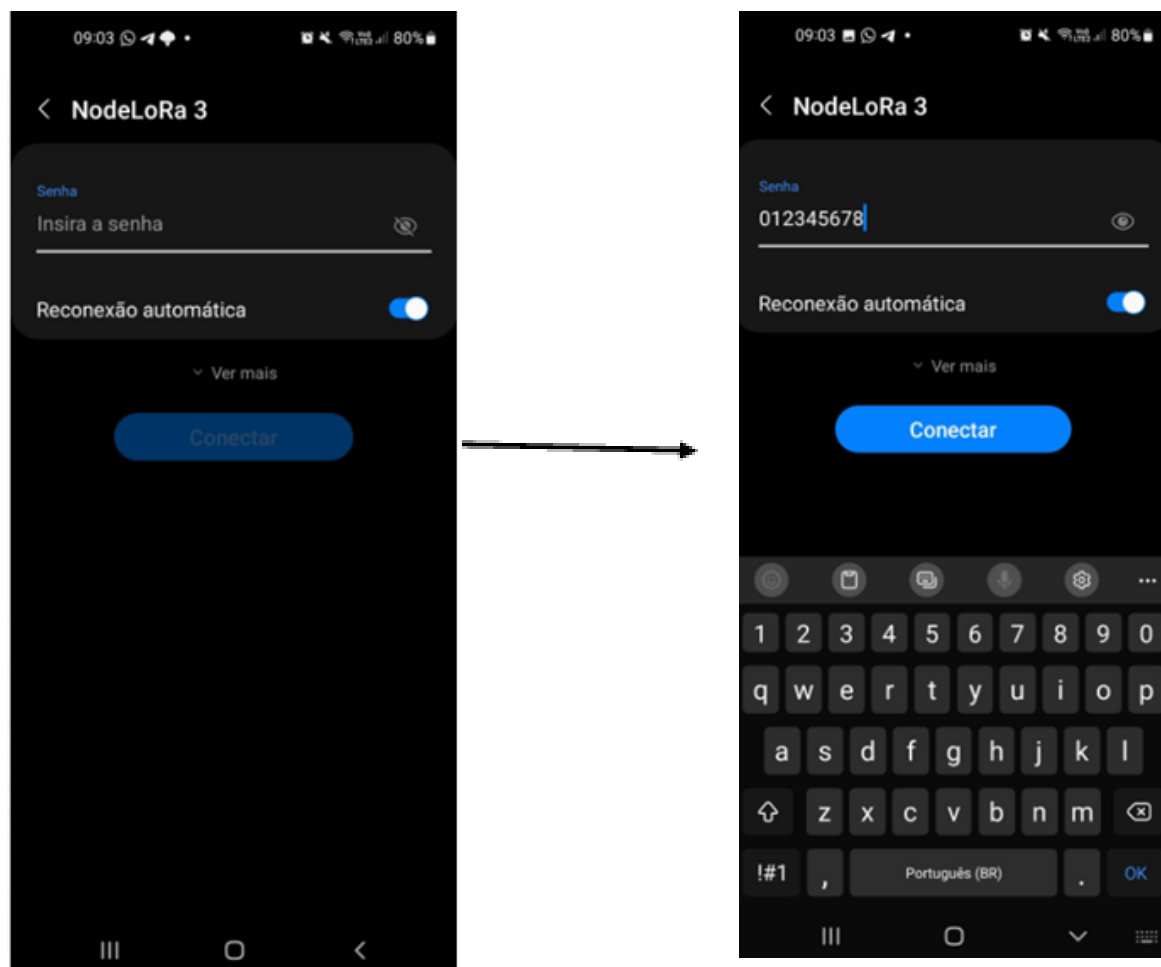 09:03
80%
NodeLoRa 3
Senha
Insira a senha
Reconexão automática
Ver mais
Conectar
09:03
80%
NodeLoRa 3
Senha
012345678
Reconexão automática
Ver mais
Conectar
1 2 3 4 5 6 7 8 9 0
q w e r t y u i o p
a s d f g h j k l
z x c v b n m
!#1 , Português (BR) . OK